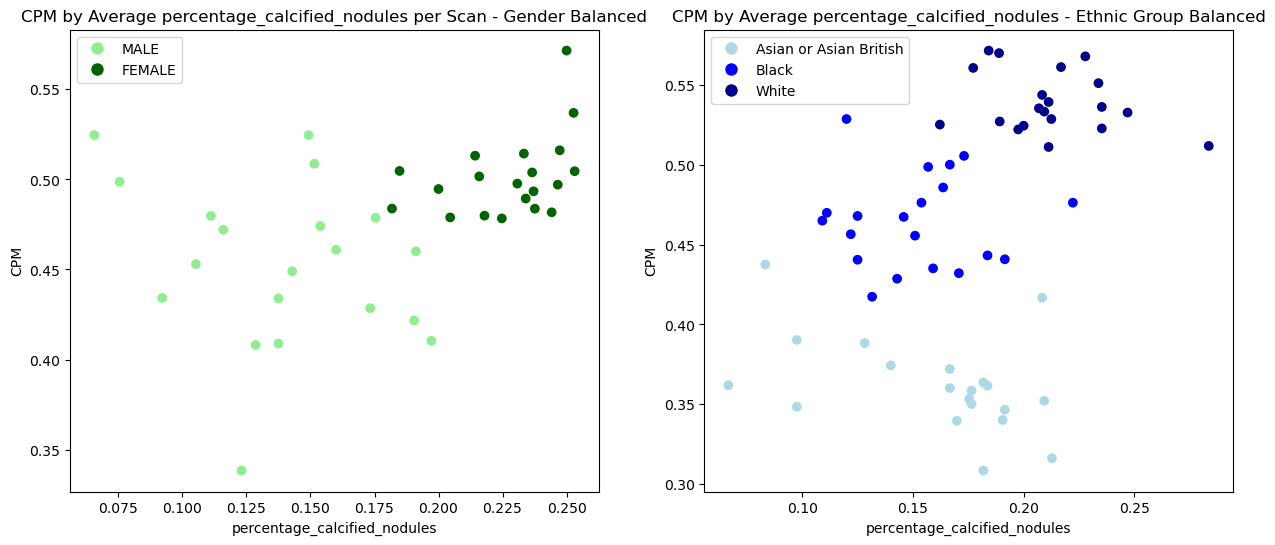 CPM by Average percentage_calcified_nodules per Scan - Gender Balanced
MALE
FEMALE
0.55
0.50
0.45
0.40
0.35
CPM
0.075
0.100
0.125
0.150
0.175
0.200
0.225
0.250
percentage_calcified_nodules
CPM by Average percentage_calcified_nodules - Ethnic Group Balanced
Asian or Asian British
Black
White
0.55
0.50
0.45
0.40
0.35
0.30
CPM
0.10
0.15
0.20
0.25
percentage_calcified_nodules